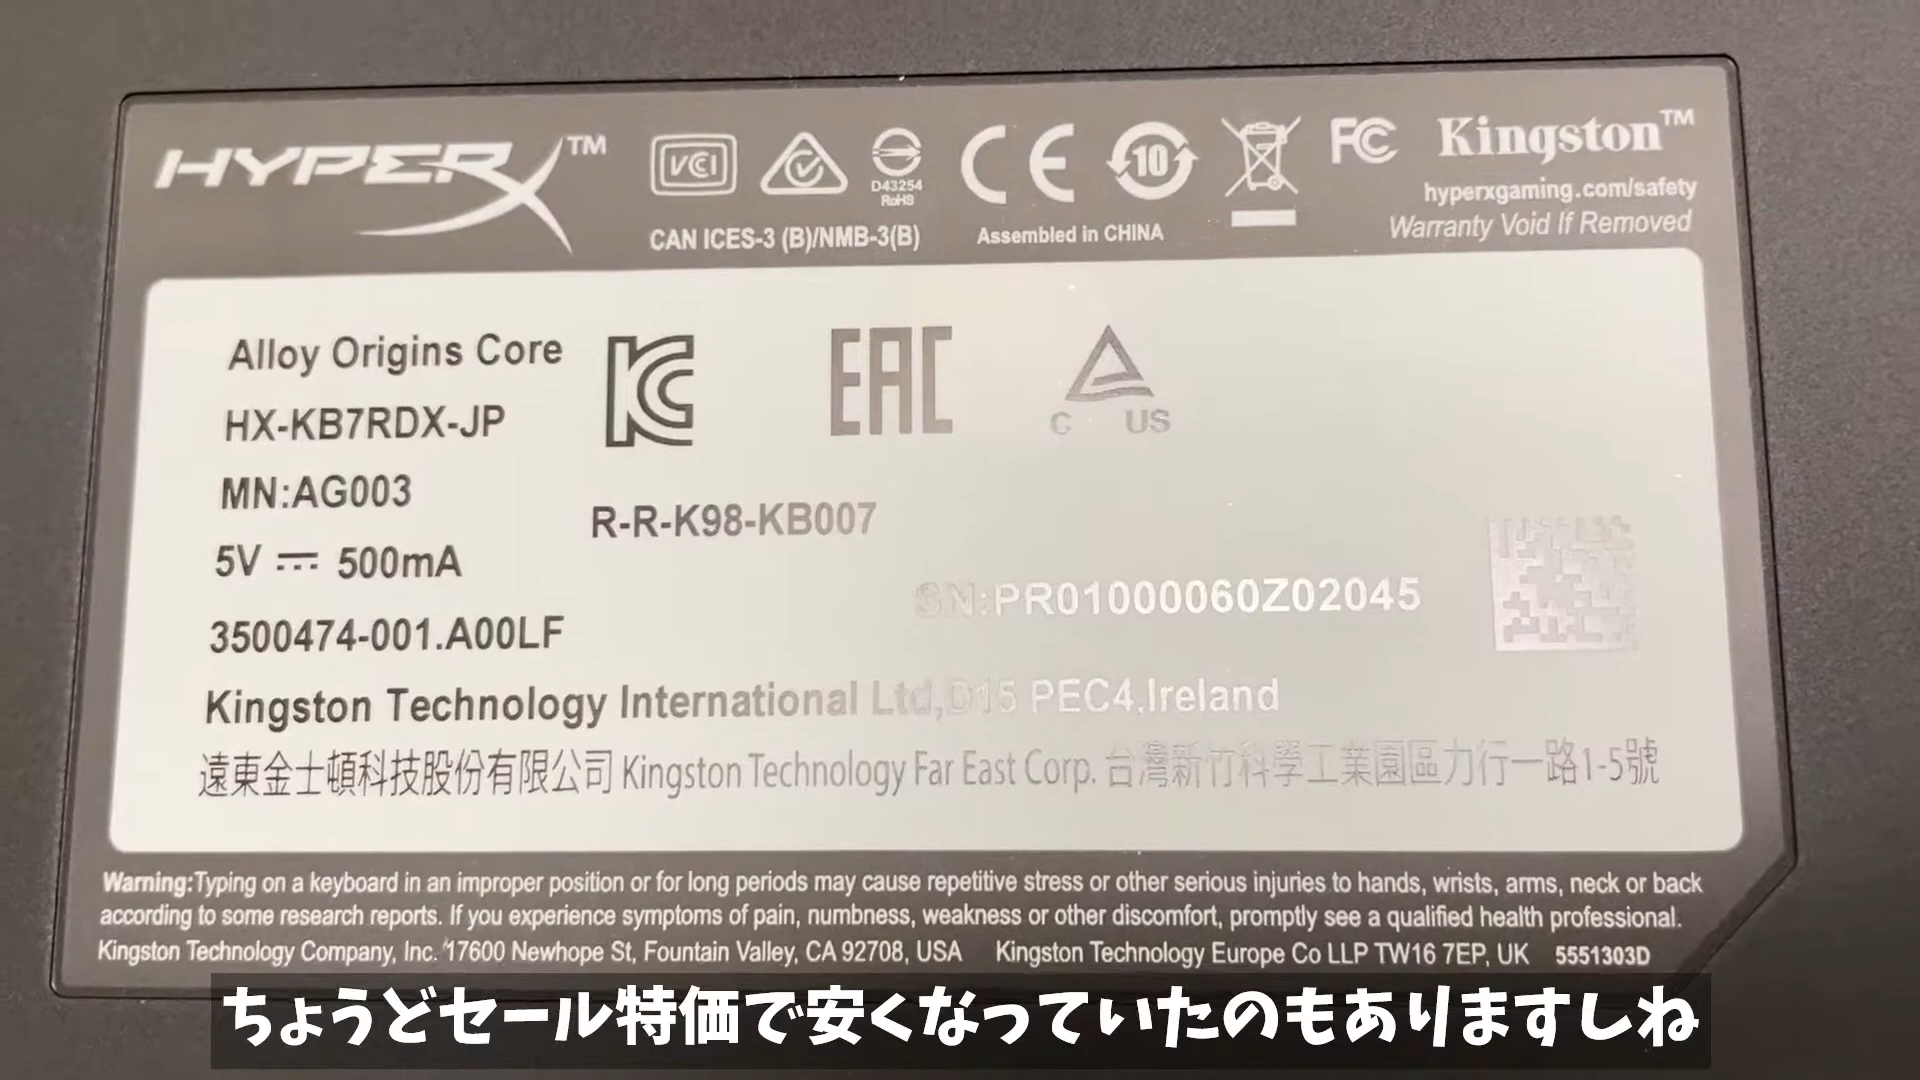 HYPERX™
VCI
D43254
RoHS
CAN ICES-3 (B)/NMB-3(B)
CE
Assembled in CHINA
10
FC
Kingston™
hyperxgaming.com/safety
Warranty Void If Removed
Alloy Origins Core
HX-KB7RDX-JP
MN:AG003
5V ⎓ 500mA
3500474-001.A00LF
KC
EAC
C US
R-R-K98-KB007
SN:PR01000060Z02045
Kingston Technology International Ltd,D15 PEC4,Ireland
遠東金士頓科技股份有限公司 Kingston Technology Far East Corp. 台灣新竹科學工業園區力行一路1-5號
Warning:Typing on a keyboard in an improper position or for long periods may cause repetitive stress or other serious injuries to hands, wrists, arms, neck or back
according to some research reports. If you experience symptoms of pain, numbness, weakness or other discomfort, promptly see a qualified health professional.
Kingston Technology Company, Inc. 17600 Newhope St, Fountain Valley, CA 92708, USA Kingston Technology Europe Co LLP TW16 7EP, UK 5551303D
ちょうどセール特価で安くなっていたのもありますしね